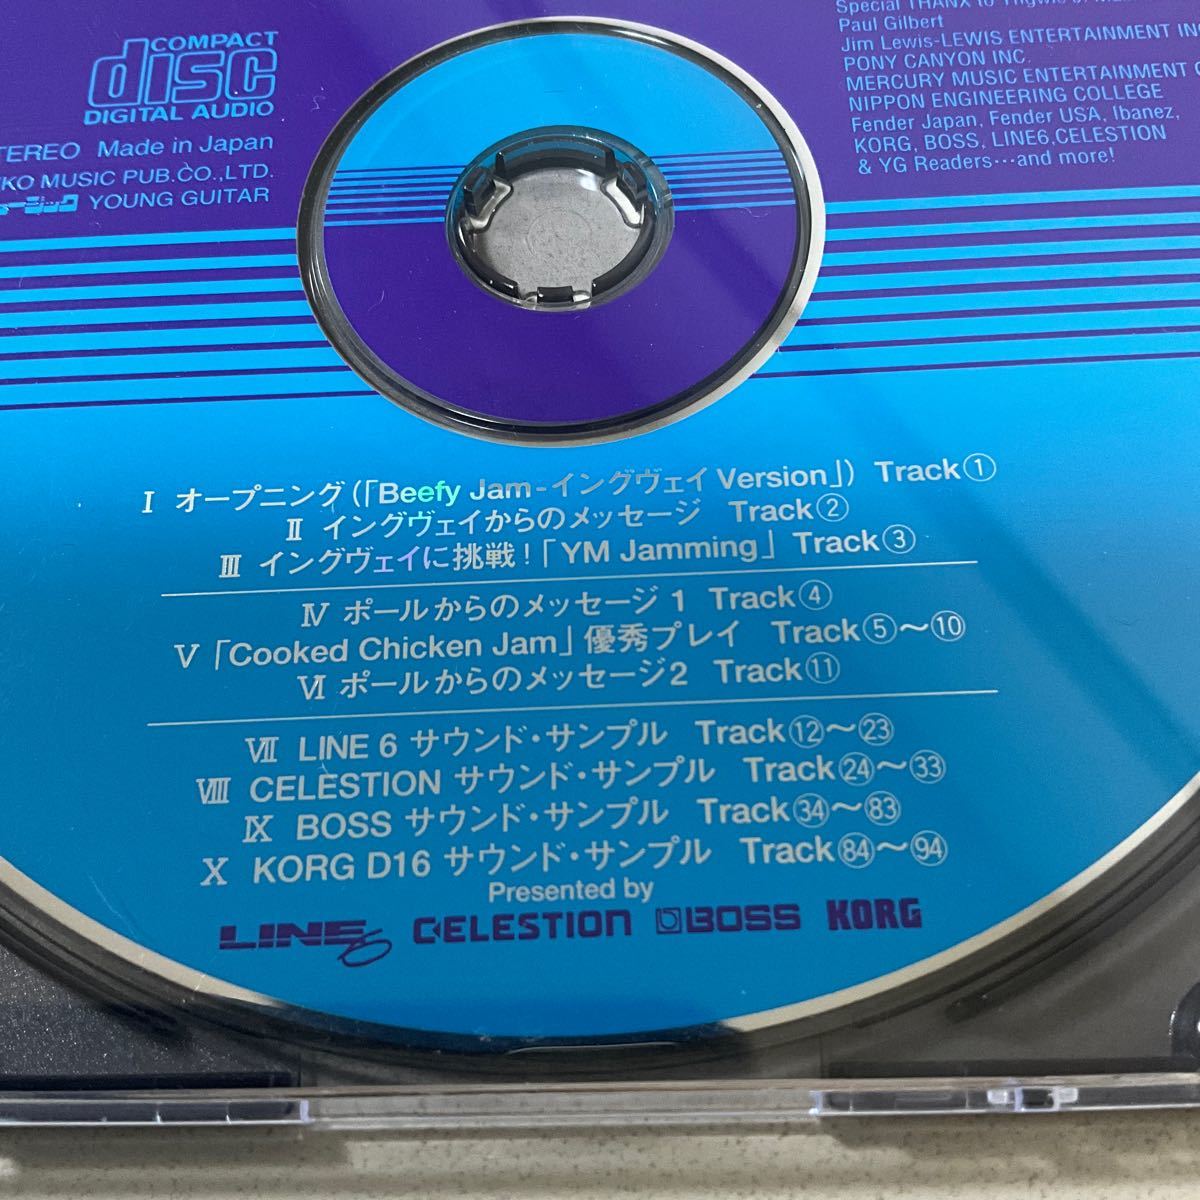 COMPACT
disc
DIGITAL AUDIO
STEREO Made in Japan
MUSIC PUB.CO.,LTD.
YOUNG GUITAR
Special THANX to Yngwie J.
Paul Gilbert
Jim Lewis-LEWIS ENTERTAINMENT INC
PONY CANYON INC.
MERCURY MUSIC ENTERTAINMENT
NIPPON ENGINEERING COLLEGE
Fender Japan, Fender USA, Ibanez,
KORG, BOSS, LINE6,CELESTION
& YG Readers…and more!
Ⅰ オープニング(「Beefy Jam-イングヴェイ Version」) Track①
Ⅱ イングヴェイからのメッセージ Track②
Ⅲ イングヴェイに挑戦!「YM Jamming」 Track③
Ⅳ ポールからのメッセージ1 Track④
Ⅴ 「Cooked Chicken Jam」優秀プレイ Track⑤〜⑩
Ⅵ ポールからのメッセージ2 Track⑪
Ⅶ LINE 6 サウンド・サンプル Track⑫〜㉓
Ⅷ CELESTION サウンド・サンプル Track㉔〜㉝
Ⅸ BOSS サウンド・サンプル Track㉞〜83
Ⅹ KORG D16 サウンド・サンプル Track84〜94
Presented by
LINE 6 CELESTION BOSS KORG